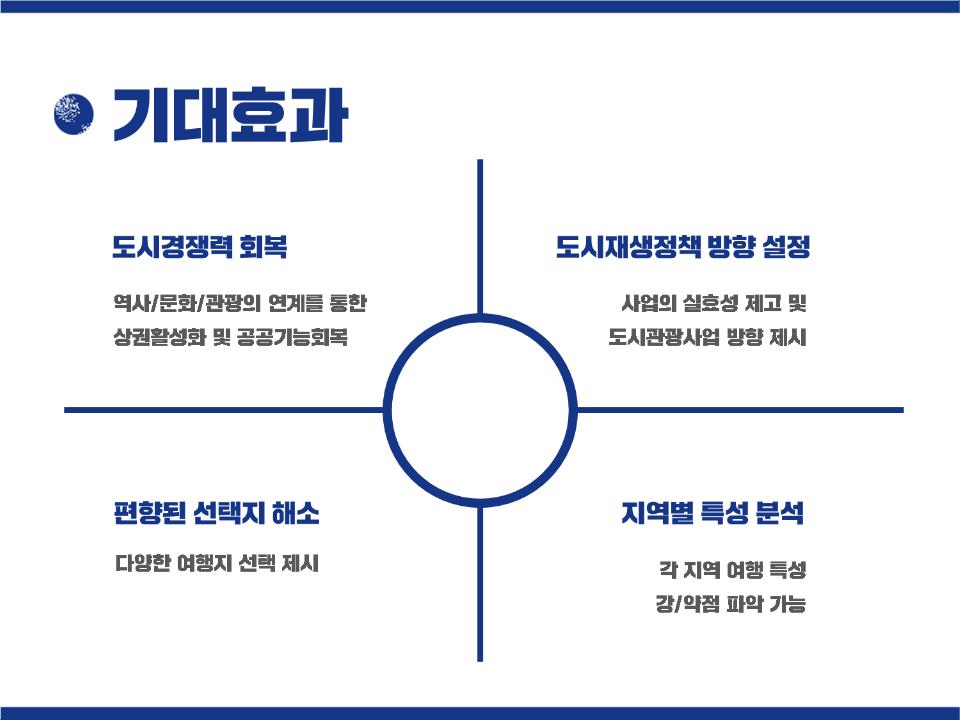 기대효과
도시경쟁력 회복
역사/문화/관광의 연계를 통한
상권활성화 및 공공기능회복
도시재생정책 방향 설정
사업의 실효성 제고 및
도시관광사업 방향 제시
편향된 선택지 해소
다양한 여행지 선택 제시
지역별 특성 분석
각 지역 여행 특성
강/약점 파악 가능